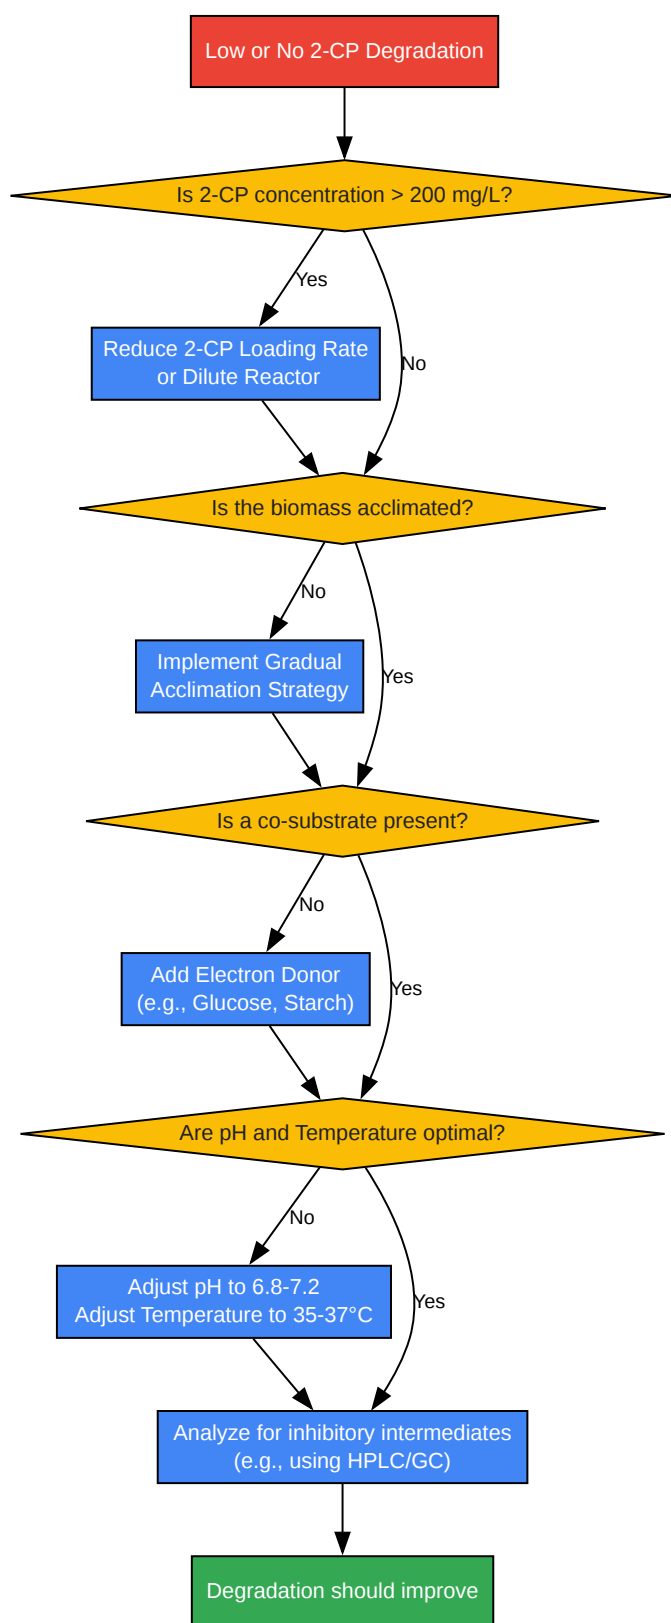 Low or No 2-CP Degradation
Is 2-CP concentration > 200 mg/L?
Yes
Reduce 2-CP Loading Rate
or Dilute Reactor
No
Is the biomass acclimated?
No
Implement Gradual
Acclimation Strategy
Yes
Is a co-substrate present?
No
Add Electron Donor
(e.g., Glucose, Starch)
Yes
Are pH and Temperature optimal?
No
Adjust pH to 6.8-7.2
Adjust Temperature to 35-37°C
Yes
Analyze for inhibitory intermediates
(e.g., using HPLC/GC)
Degradation should improve